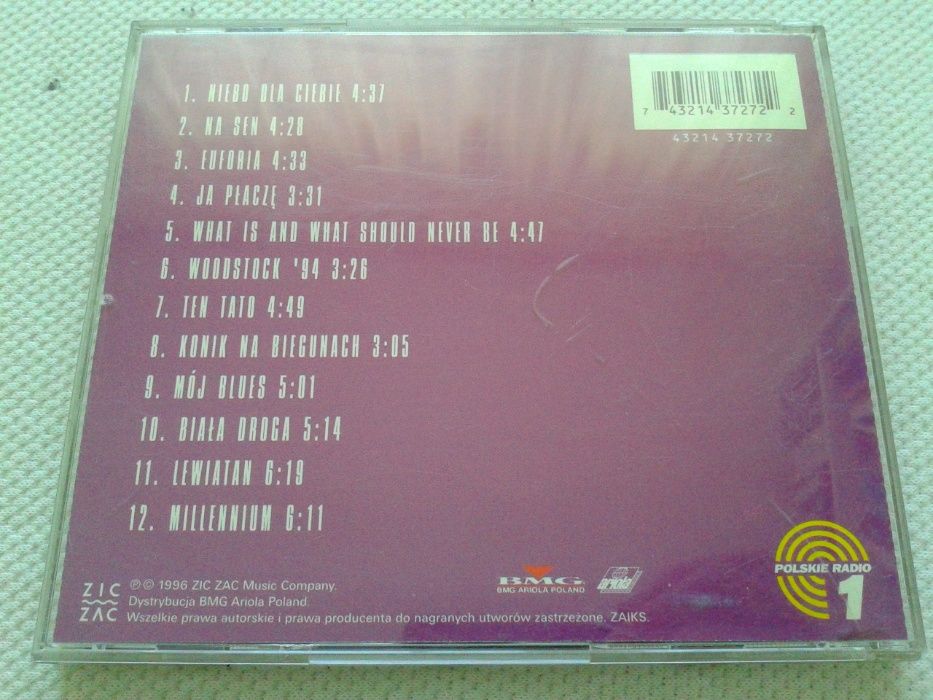 1. NIEBO DLA CIEBIE 4:37
2. NA SEN 4:28
3. EUFORIA 4:33
4. JA PŁACZĘ 3:31
5. WHAT IS AND WHAT SHOULD NEVER BE 4:47
6. WOODSTOCK '94 3:26
7. TEN TATO 4:49
8. KONIK NA BIEGUNACH 3:05
9. MÓJ BLUES 5:01
10. BIAŁA DROGA 5:14
11. LEWIATAN 6:19
12. MILLENNIUM 6:11
7 43214 37272 2
43214 37272
ZIC
ZAC
℗ © 1996 ZIC ZAC Music Company.
Dystrybucja BMG Ariola Poland.
Wszelkie prawa autorskie i prawa producenta do nagranych utworów zastrzeżone. ZAIKS.
BMG
BMG ARIOLA POLAND
ARIOLA
POLSKIE RADIO
1